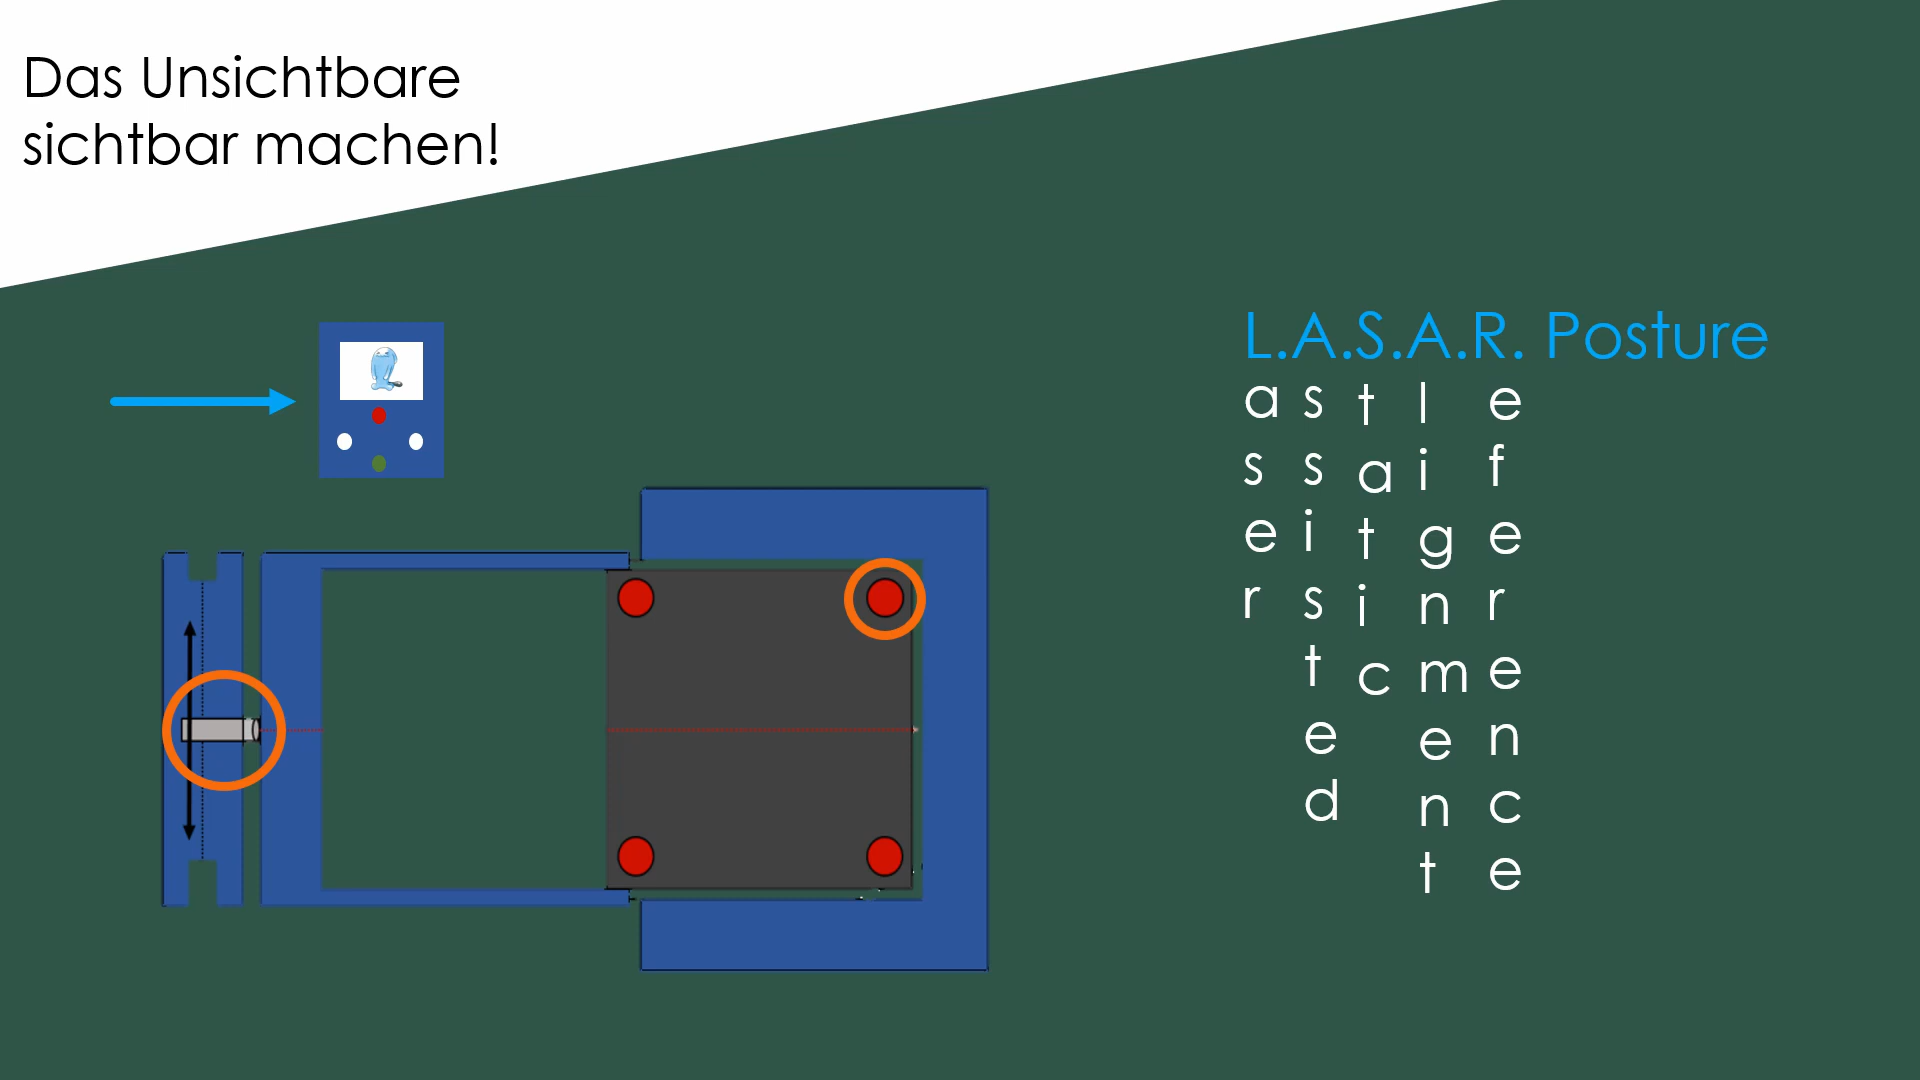 Das Unsichtbare
sichtbar machen!
L.A.S.A.R. Posture
aser
ssisted
tatic
lignment
eference